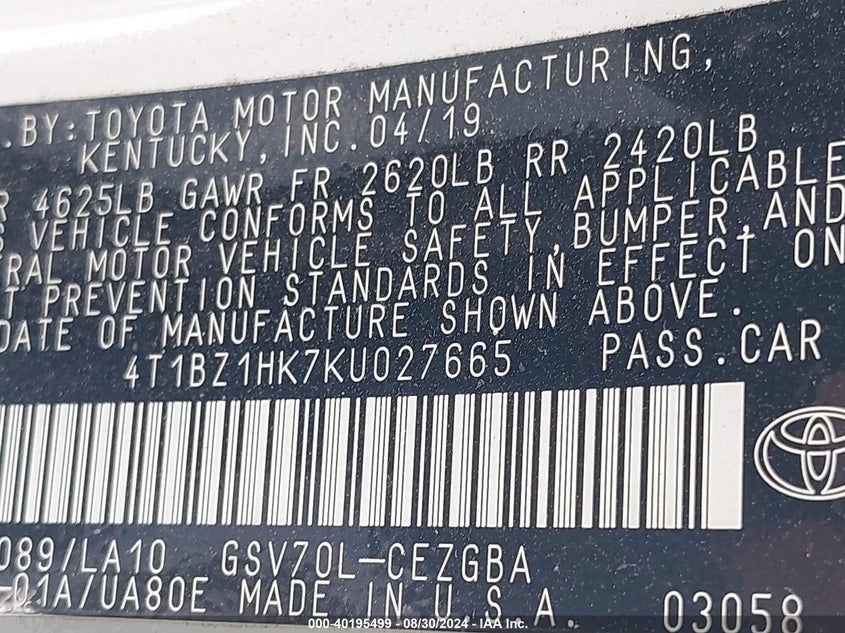 .BY:TOYOTA MOTOR MANUFACTURING,
KENTUCKY, INC. 04/19
R 4625LB GAWR FR 2620LB RR 2420LB
S VEHICLE CONFORMS TO ALL APPLICABLE
RAL MOTOR VEHICLE SAFETY, BUMPER, AND
T PREVENTION STANDARDS IN EFFECT ON
DATE OF MANUFACTURE SHOWN ABOVE.
4T1BZ1HK7KU027665 PASS.CAR
089/LA10 GSV70L-CEZGBA
-01A/UA80E MADE IN U.S.A. 03058
000-40195499 - 08/30/2024 - IAA Inc.